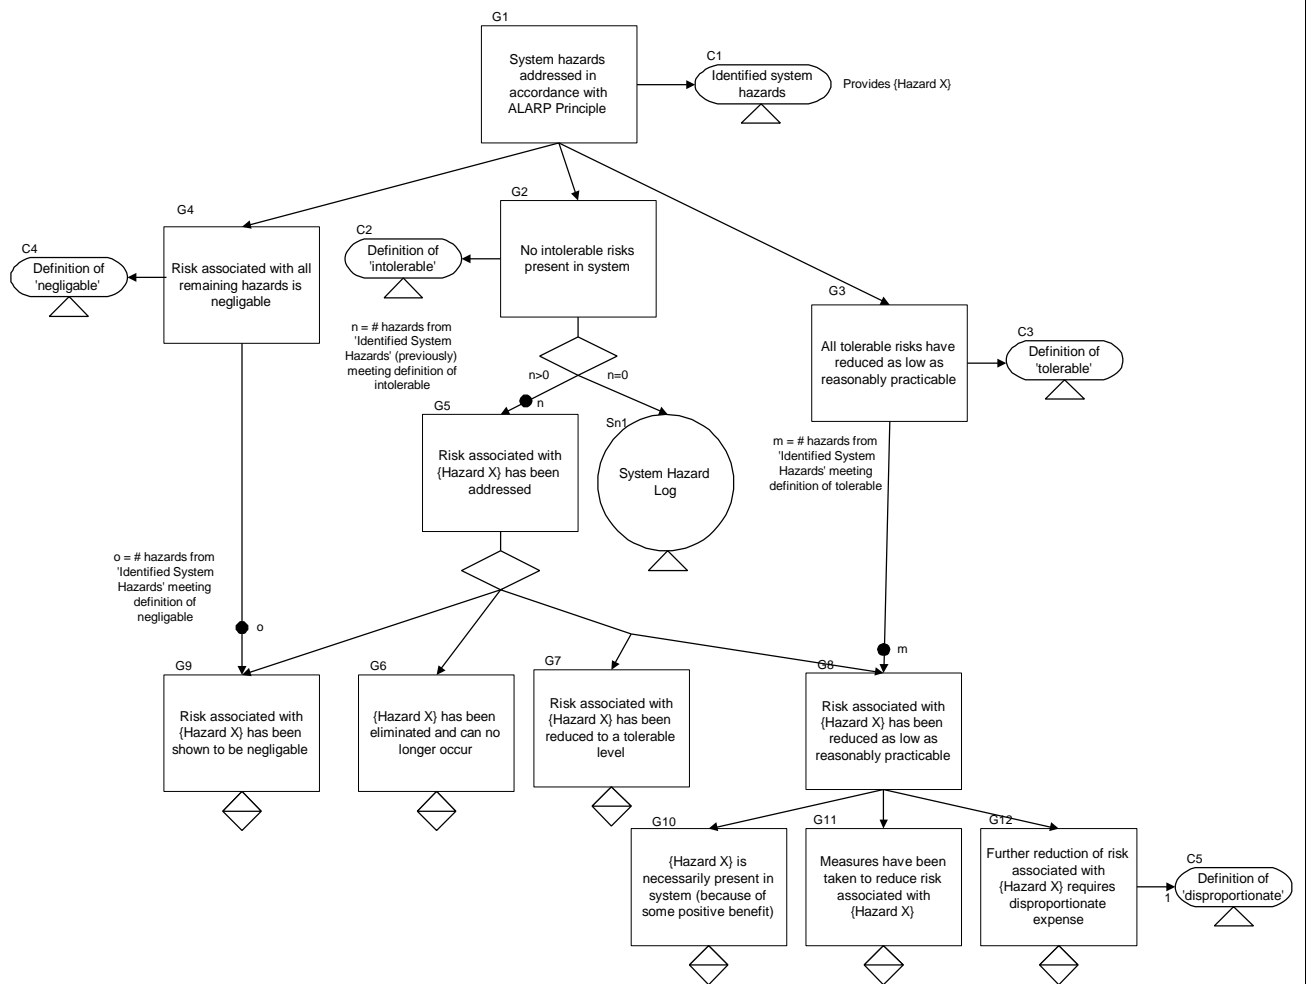 G1
System hazards
addressed in
accordance with
ALARP Principle
C1
Identified system
hazards
Provides {Hazard X}
G4
Risk associated with all
remaining hazards is
negligable
C4
Definition of
'negligable'
G2
No intolerable risks
present in system
C2
Definition of
'intolerable'
n = # hazards from
'Identified System
Hazards' (previously)
meeting definition of
intolerable
G3
All tolerable risks have
reduced as low as
reasonably practicable
C3
Definition of
'tolerable'
n>0
n=0
n
G5
Risk associated with
{Hazard X} has been
addressed
Sn1
System Hazard
Log
m = # hazards from
'Identified System
Hazards' meeting
definition of tolerable
o = # hazards from
'Identified System
Hazards' meeting
definition of
negligable
o
m
G9
Risk associated with
{Hazard X} has been
shown to be negligable
G6
{Hazard X} has been
eliminated and can no
longer occur
G7
Risk associated with
{Hazard X} has been
reduced to a tolerable
level
G8
Risk associated with
{Hazard X} has been
reduced as low as
reasonably practicable
G10
{Hazard X} is
necessarily present in
system (because of
some positive benefit)
G11
Measures have been
taken to reduce risk
associated with
{Hazard X}
G12
Further reduction of risk
associated with
{Hazard X} requires
disproportionate
expense
C5
Definition of
'disproportionate'
1